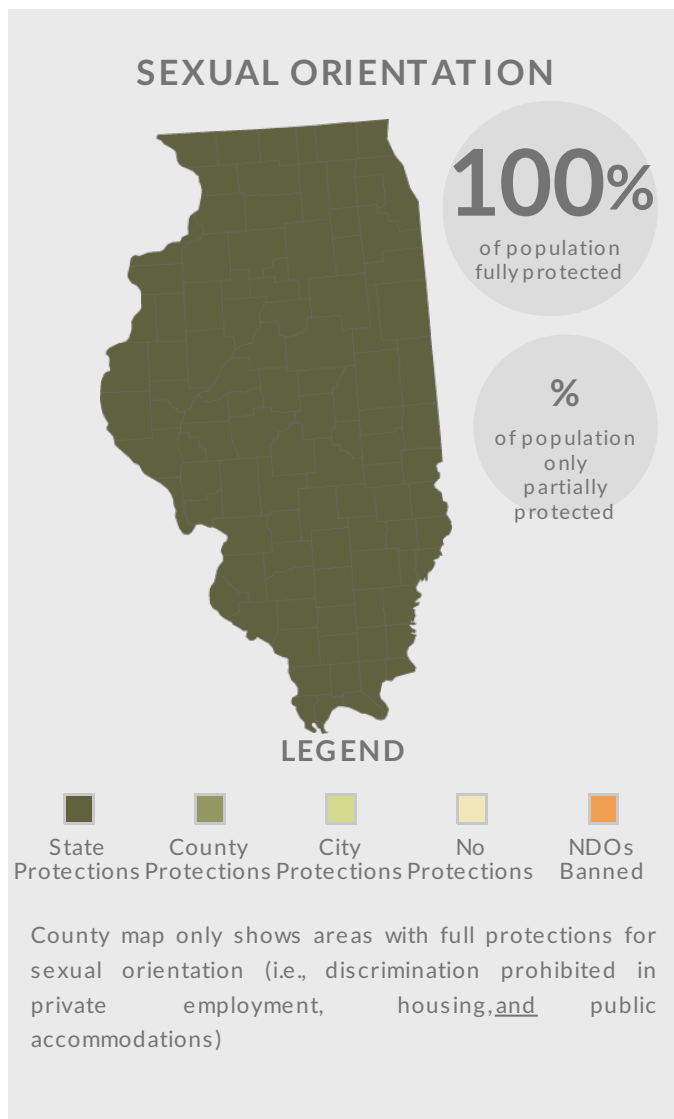 SEXUAL ORIENTATION
100%
of population
fully protected
%
of population
only
partially
protected
LEGEND
State
Protections
County
Protections
City
Protections
No
Protections
NDOs
Banned
County map only shows areas with full protections for
sexual orientation (i.e., discrimination prohibited in
private employment, housing, and public
accommodations)